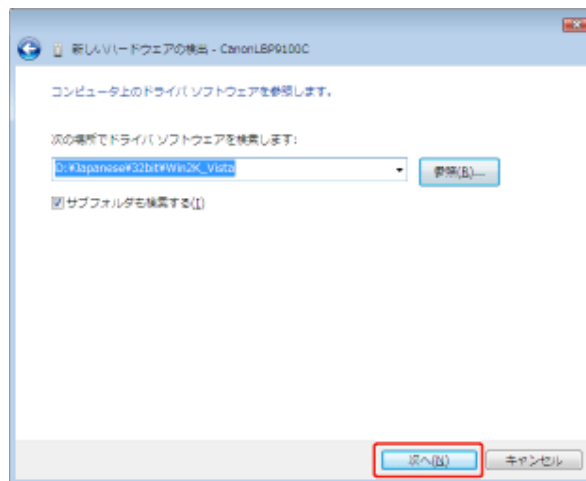 新しいハードウェアの検出 - CanonLBP9100C
コンピュータ上のドライバ ソフトウェアを参照します。
次の場所でドライバ ソフトウェアを検索します:
D:¥Japanese¥32bit¥Win2K_Vista
参照(R)...
サブフォルダも検索する(I)
次へ(N)
キャンセル